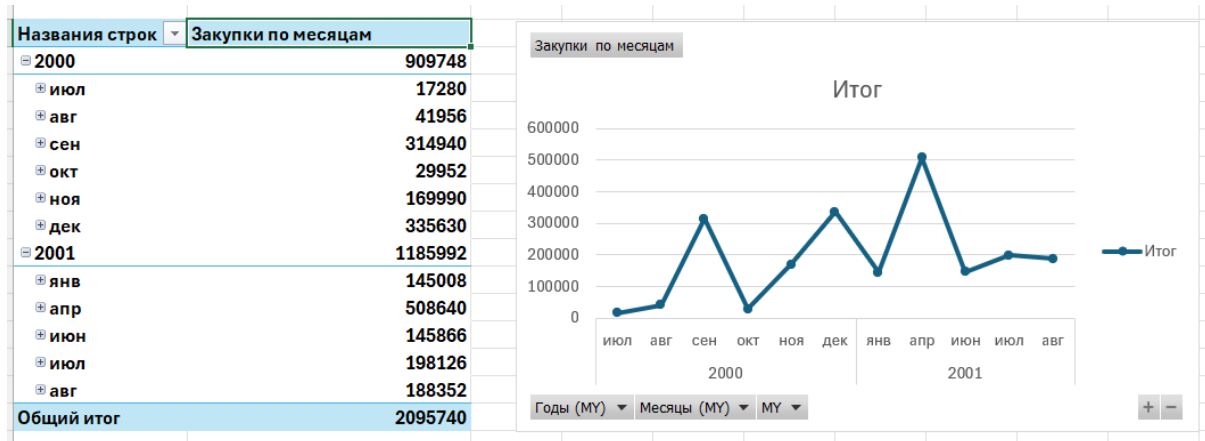 Названия строк Закупки по месяцам
2000 909748
июл 17280
авг 41956
сен 314940
окт 29952
ноя 169990
дек 335630
2001 1185992
янв 145008
апр 508640
июн 145866
июл 198126
авг 188352
Общий итог 2095740
Закупки по месяцам
Итог
600000
500000
400000
300000
200000
100000
0
Итог
июл авг сен окт ноя дек янв апр июн июл авг
2000 2001
Годы (MY) Месяцы (MY) MY